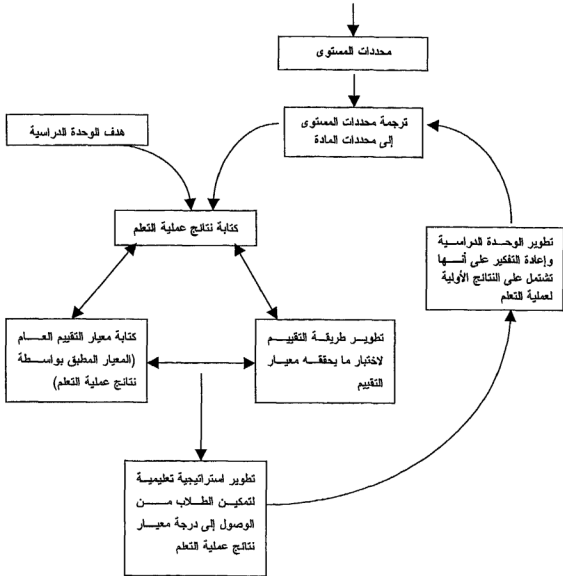 محددات المستوى
ترجمة محددات المستوى
إلى محددات المادة
هدف الوحدة الدراسية
كتابة نتائج عملية التعلم
تطوير الوحدة الدراسية
وإعادة التفكير على أنها
تشتمل على النتائج الأولية
لعملية التعلم
تطوير طريقة التقييم
لاختبار ما يحققه معيار
التقييم
كتابة معيار التقييم العام
(المعيار المطبق بواسطة
نتائج عملية التعلم)
تطوير استراتيجية تعليمية
لتمكين الطلاب من
الوصول إلى درجة معيار
نتائج عملية التعلم